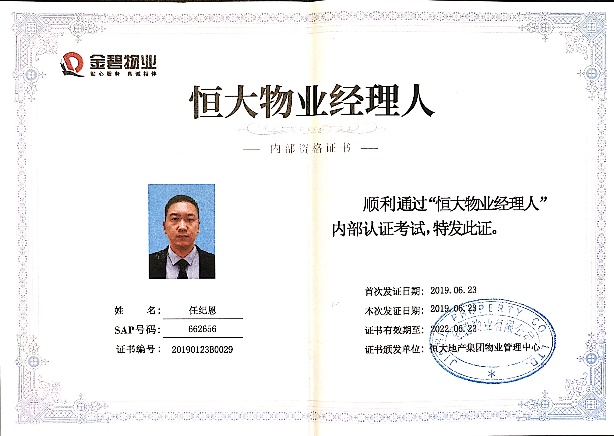 金碧物业
恒大物业经理人
内部资格证书
顺利通过“恒大物业经理人”
内部认证考试，特发此证。
姓 名： 任纪恩
SAP号码： 662656
证书编号： 20190123B0029
首次发证日期：2019.06.23
本次发证日期：2019.06.23
证书有效期至：2022.06.23
证书颁发单位：恒大地产集团物业管理中心
PROPERTY CO LTD.